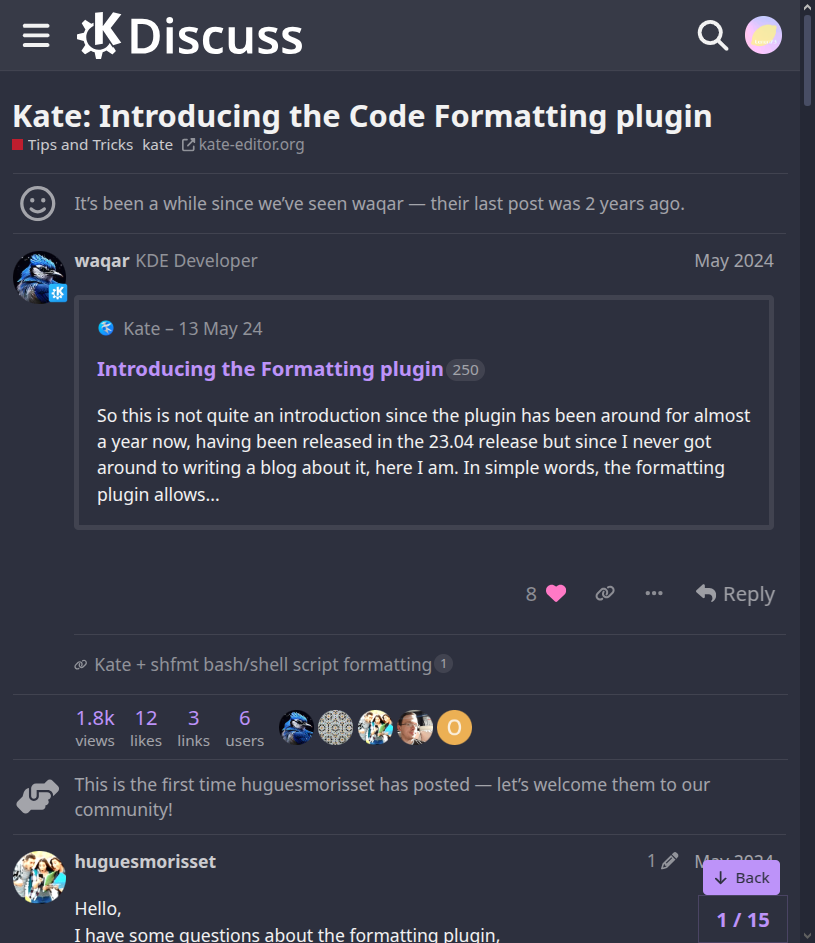 Discuss
Kate: Introducing the Code Formatting plugin
Tips and Tricks kate kate-editor.org
It’s been a while since we’ve seen waqar — their last post was 2 years ago.
waqar KDE Developer May 2024
Kate – 13 May 24
Introducing the Formatting plugin 250
So this is not quite an introduction since the plugin has been around for almost
a year now, having been released in the 23.04 release but since I never got
around to writing a blog about it, here I am. In simple words, the formatting
plugin allows...
8 Reply
Kate + shfmt bash/shell script formatting 1
1.8k 12 3 6
views likes links users
O
This is the first time huguesmorisset has posted — let’s welcome them to our
community!
huguesmorisset 1 May 2024
Back
Hello,
1 / 15
I have some questions about the formatting plugin,